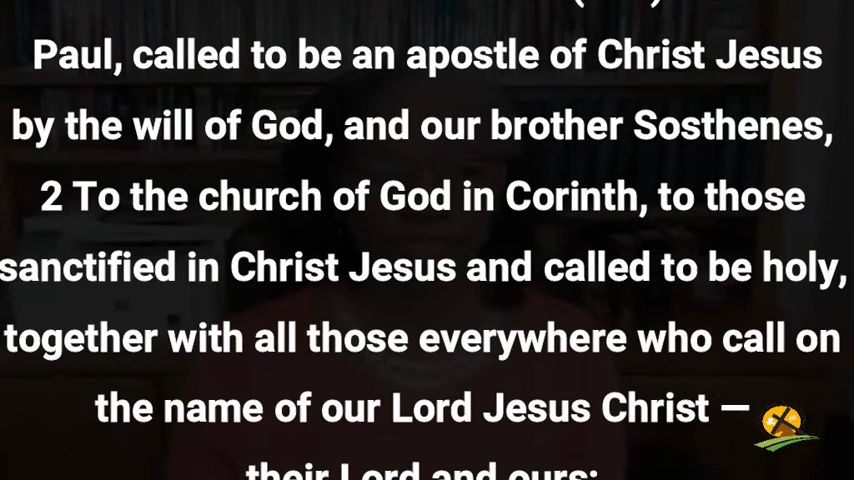 Paul, called to be an apostle of Christ Jesus
by the will of God, and our brother Sosthenes,
2 To the church of God in Corinth, to those
sanctified in Christ Jesus and called to be holy,
together with all those everywhere who call on
the name of our Lord Jesus Christ —
their Lord and ours: